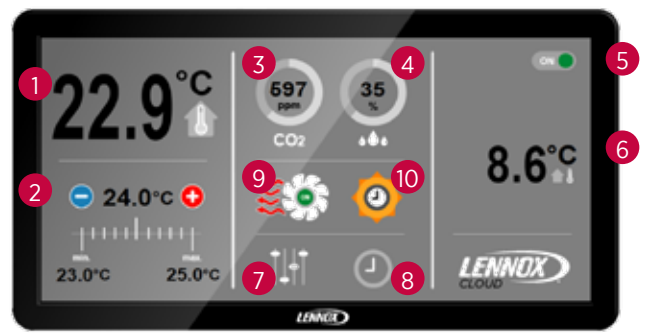 1
22.9°C
2
24.0°C
min.
max.
23.0°C
25.0°C
3
597
ppm
CO2
4
35
%
9
ON
10
7
8
5
ON
6
8.6°C
LENNOX
CLOUD
LENNOX